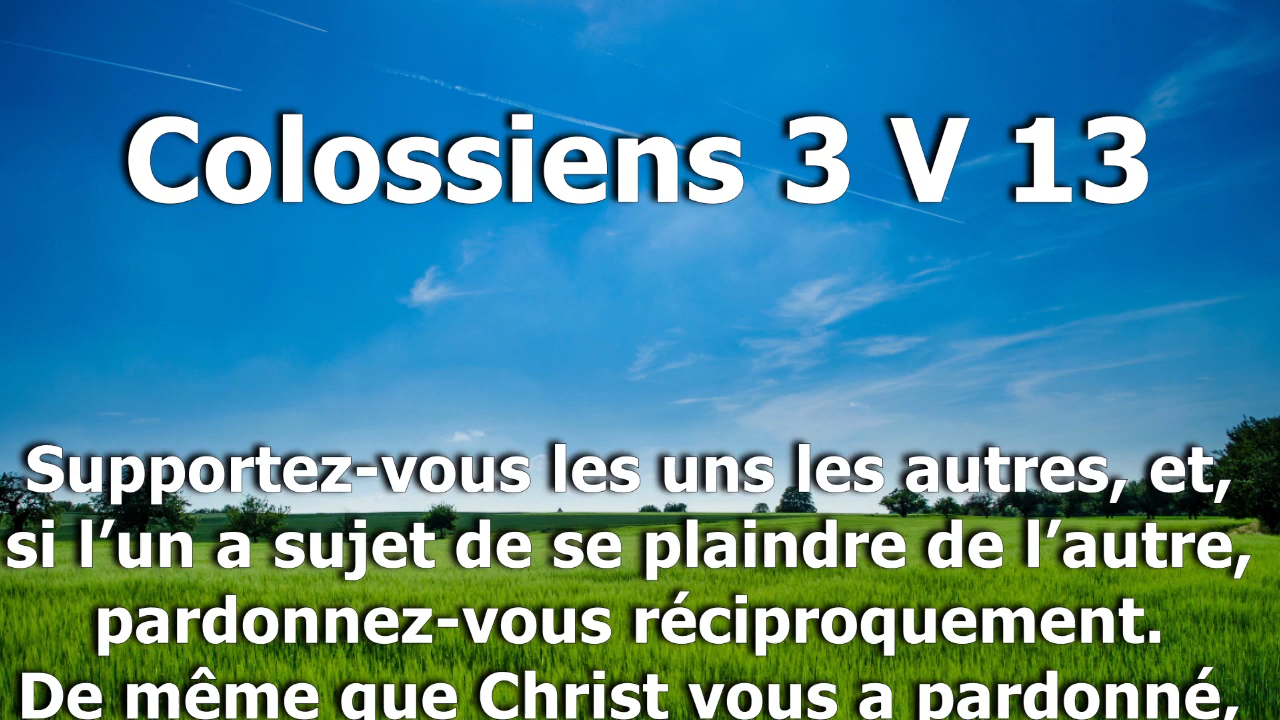 Colossiens 3 V 13
Supportez-vous les uns les autres, et,
si l’un a sujet de se plaindre de l’autre,
pardonnez-vous réciproquement.
De même que Christ vous a pardonné,